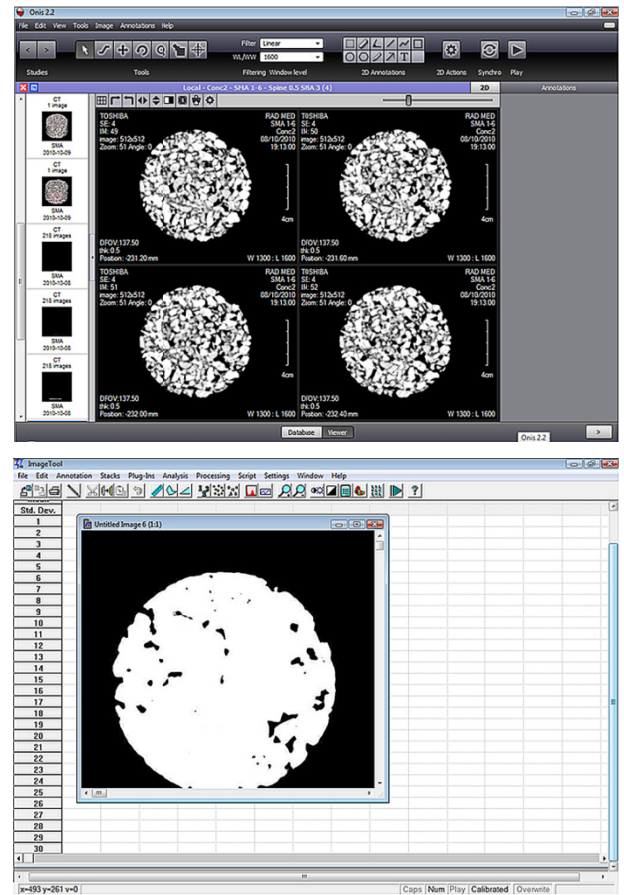 Onis 2.2
File Edit View Tools Image Annotations Help
Filter Linear
WL/WW 1600
Studies Tools Filtering Window level 2D Annotations 2D Actions Synchro Play
Local - Conc2 - SMA 1-6 - Spine 0.5 SRA 3 (4) 2D Annotations
CT
1 image
SMA
2010-10-09
CT
1 image
SMA
2010-10-09
CT
218 images
SMA
2010-10-08
CT
218 images
SMA
2010-10-08
CT
218 images
SMA
2010-10-08
TOSHIBA
SE: 4
IM: 49
image: 512x512
Zoom: 51 Angle: 0
RAD MED
SMA 1-6
Conc2
08/10/2010
19:13:00
4cm
DFOV:137.50
thk:0.5
Position: -231.20 mm
W 1300 : L 1600
TOSHIBA
SE: 4
IM: 50
image: 512x512
Zoom: 51 Angle: 0
RAD MED
SMA 1-6
Conc2
08/10/2010
19:13:00
4cm
DFOV:137.50
thk:0.5
Position: -231.60 mm
W 1300 : L 1600
TOSHIBA
SE: 4
IM: 51
image: 512x512
Zoom: 51 Angle: 0
RAD MED
SMA 1-6
Conc2
08/10/2010
19:13:00
4cm
DFOV:137.50
thk:0.5
Position: -232.00 mm
W 1300 : L 1600
TOSHIBA
SE: 4
IM: 52
image: 512x512
Zoom: 51 Angle: 0
RAD MED
SMA 1-6
Conc2
08/10/2010
19:13:00
4cm
DFOV:137.50
thk:0.5
Position: -232.40 mm
W 1300 : L 1600
Database Viewer
Onis 2.2
ImageTool
File Edit Annotation Stacks Plug-Ins Analysis Processing Script Settings Window Help
Std. Dev.
Untitled Image 6 (1:1)
1
2
3
4
5
6
7
8
9
10
11
12
13
14
15
16
17
18
19
20
21
22
23
24
25
26
27
28
29
30
x=493 y=261 v=0
Caps Num Play Calibrated Overwrite